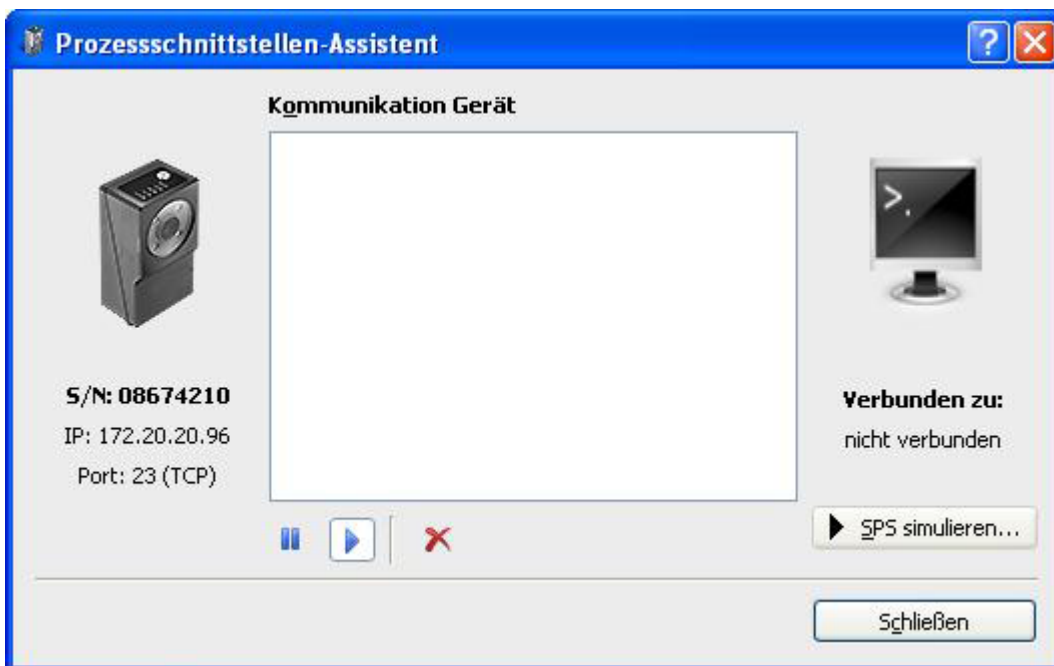 Prozessschnittstellen-Assistent
Kommunikation Gerät
>.
S/N: 08674210
IP: 172.20.20.96
Port: 23 (TCP)
Verbunden zu:
nicht verbunden
SPS simulieren...
Schließen